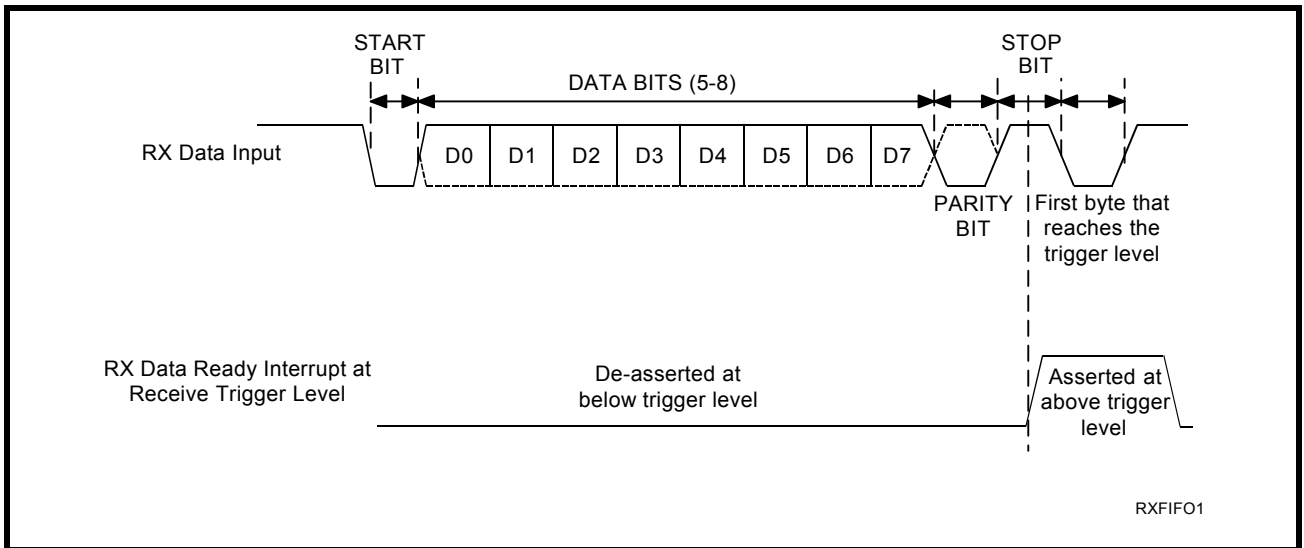 START
BIT
STOP
BIT
DATA BITS (5-8)
RX Data Input
D0 D1 D2 D3 D4 D5 D6 D7
PARITY
BIT
First byte that
reaches the
trigger level
RX Data Ready Interrupt at
Receive Trigger Level
De-asserted at
below trigger level
Asserted at
above trigger
level
RXFIFO1